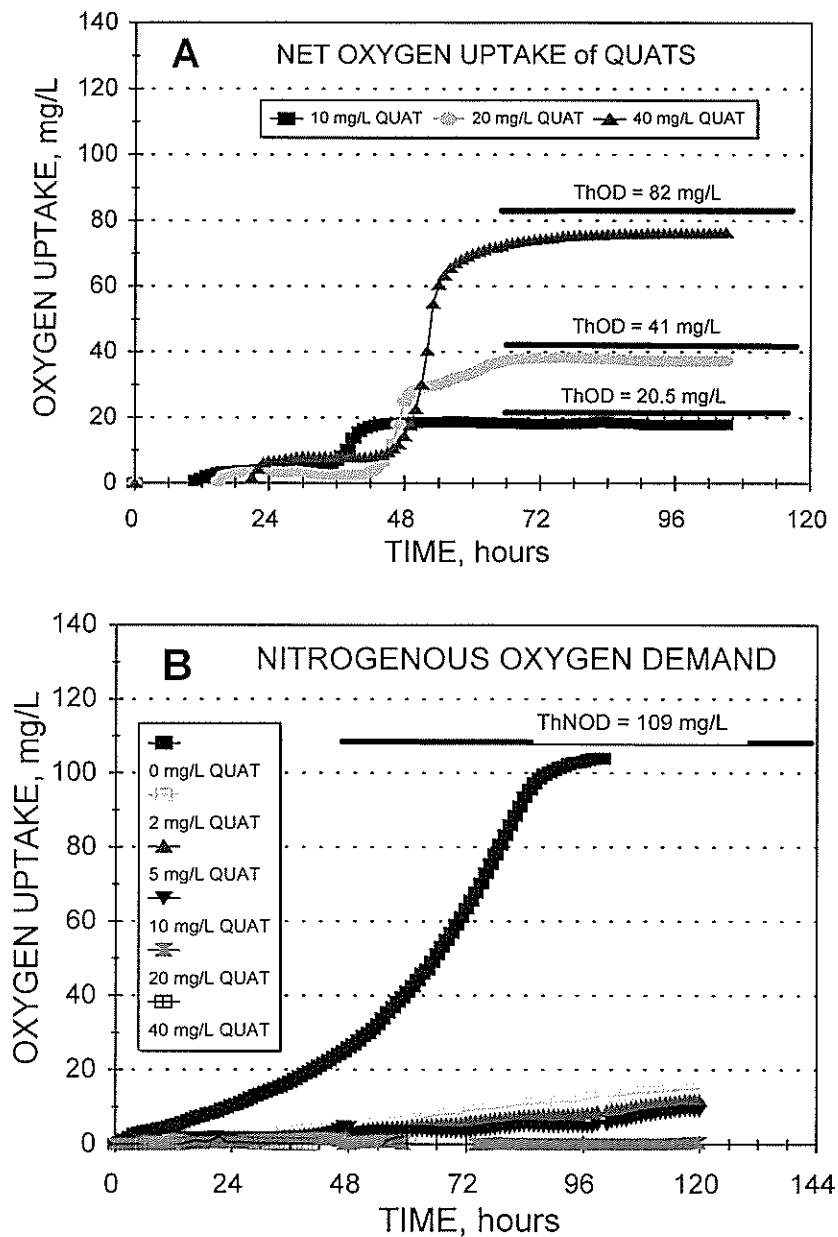 A NET OXYGEN UPTAKE of QUATS
10 mg/L QUAT 20 mg/L QUAT 40 mg/L QUAT
OXYGEN UPTAKE, mg/L
140
120
100
80
60
40
20
0
ThOD = 82 mg/L
ThOD = 41 mg/L
ThOD = 20.5 mg/L
0 24 48 72 96 120
TIME, hours
B NITROGENOUS OXYGEN DEMAND
OXYGEN UPTAKE, mg/L
140
120
100
80
60
40
20
0
ThNOD = 109 mg/L
0 mg/L QUAT
2 mg/L QUAT
5 mg/L QUAT
10 mg/L QUAT
20 mg/L QUAT
40 mg/L QUAT
0 24 48 72 96 120 144
TIME, hours